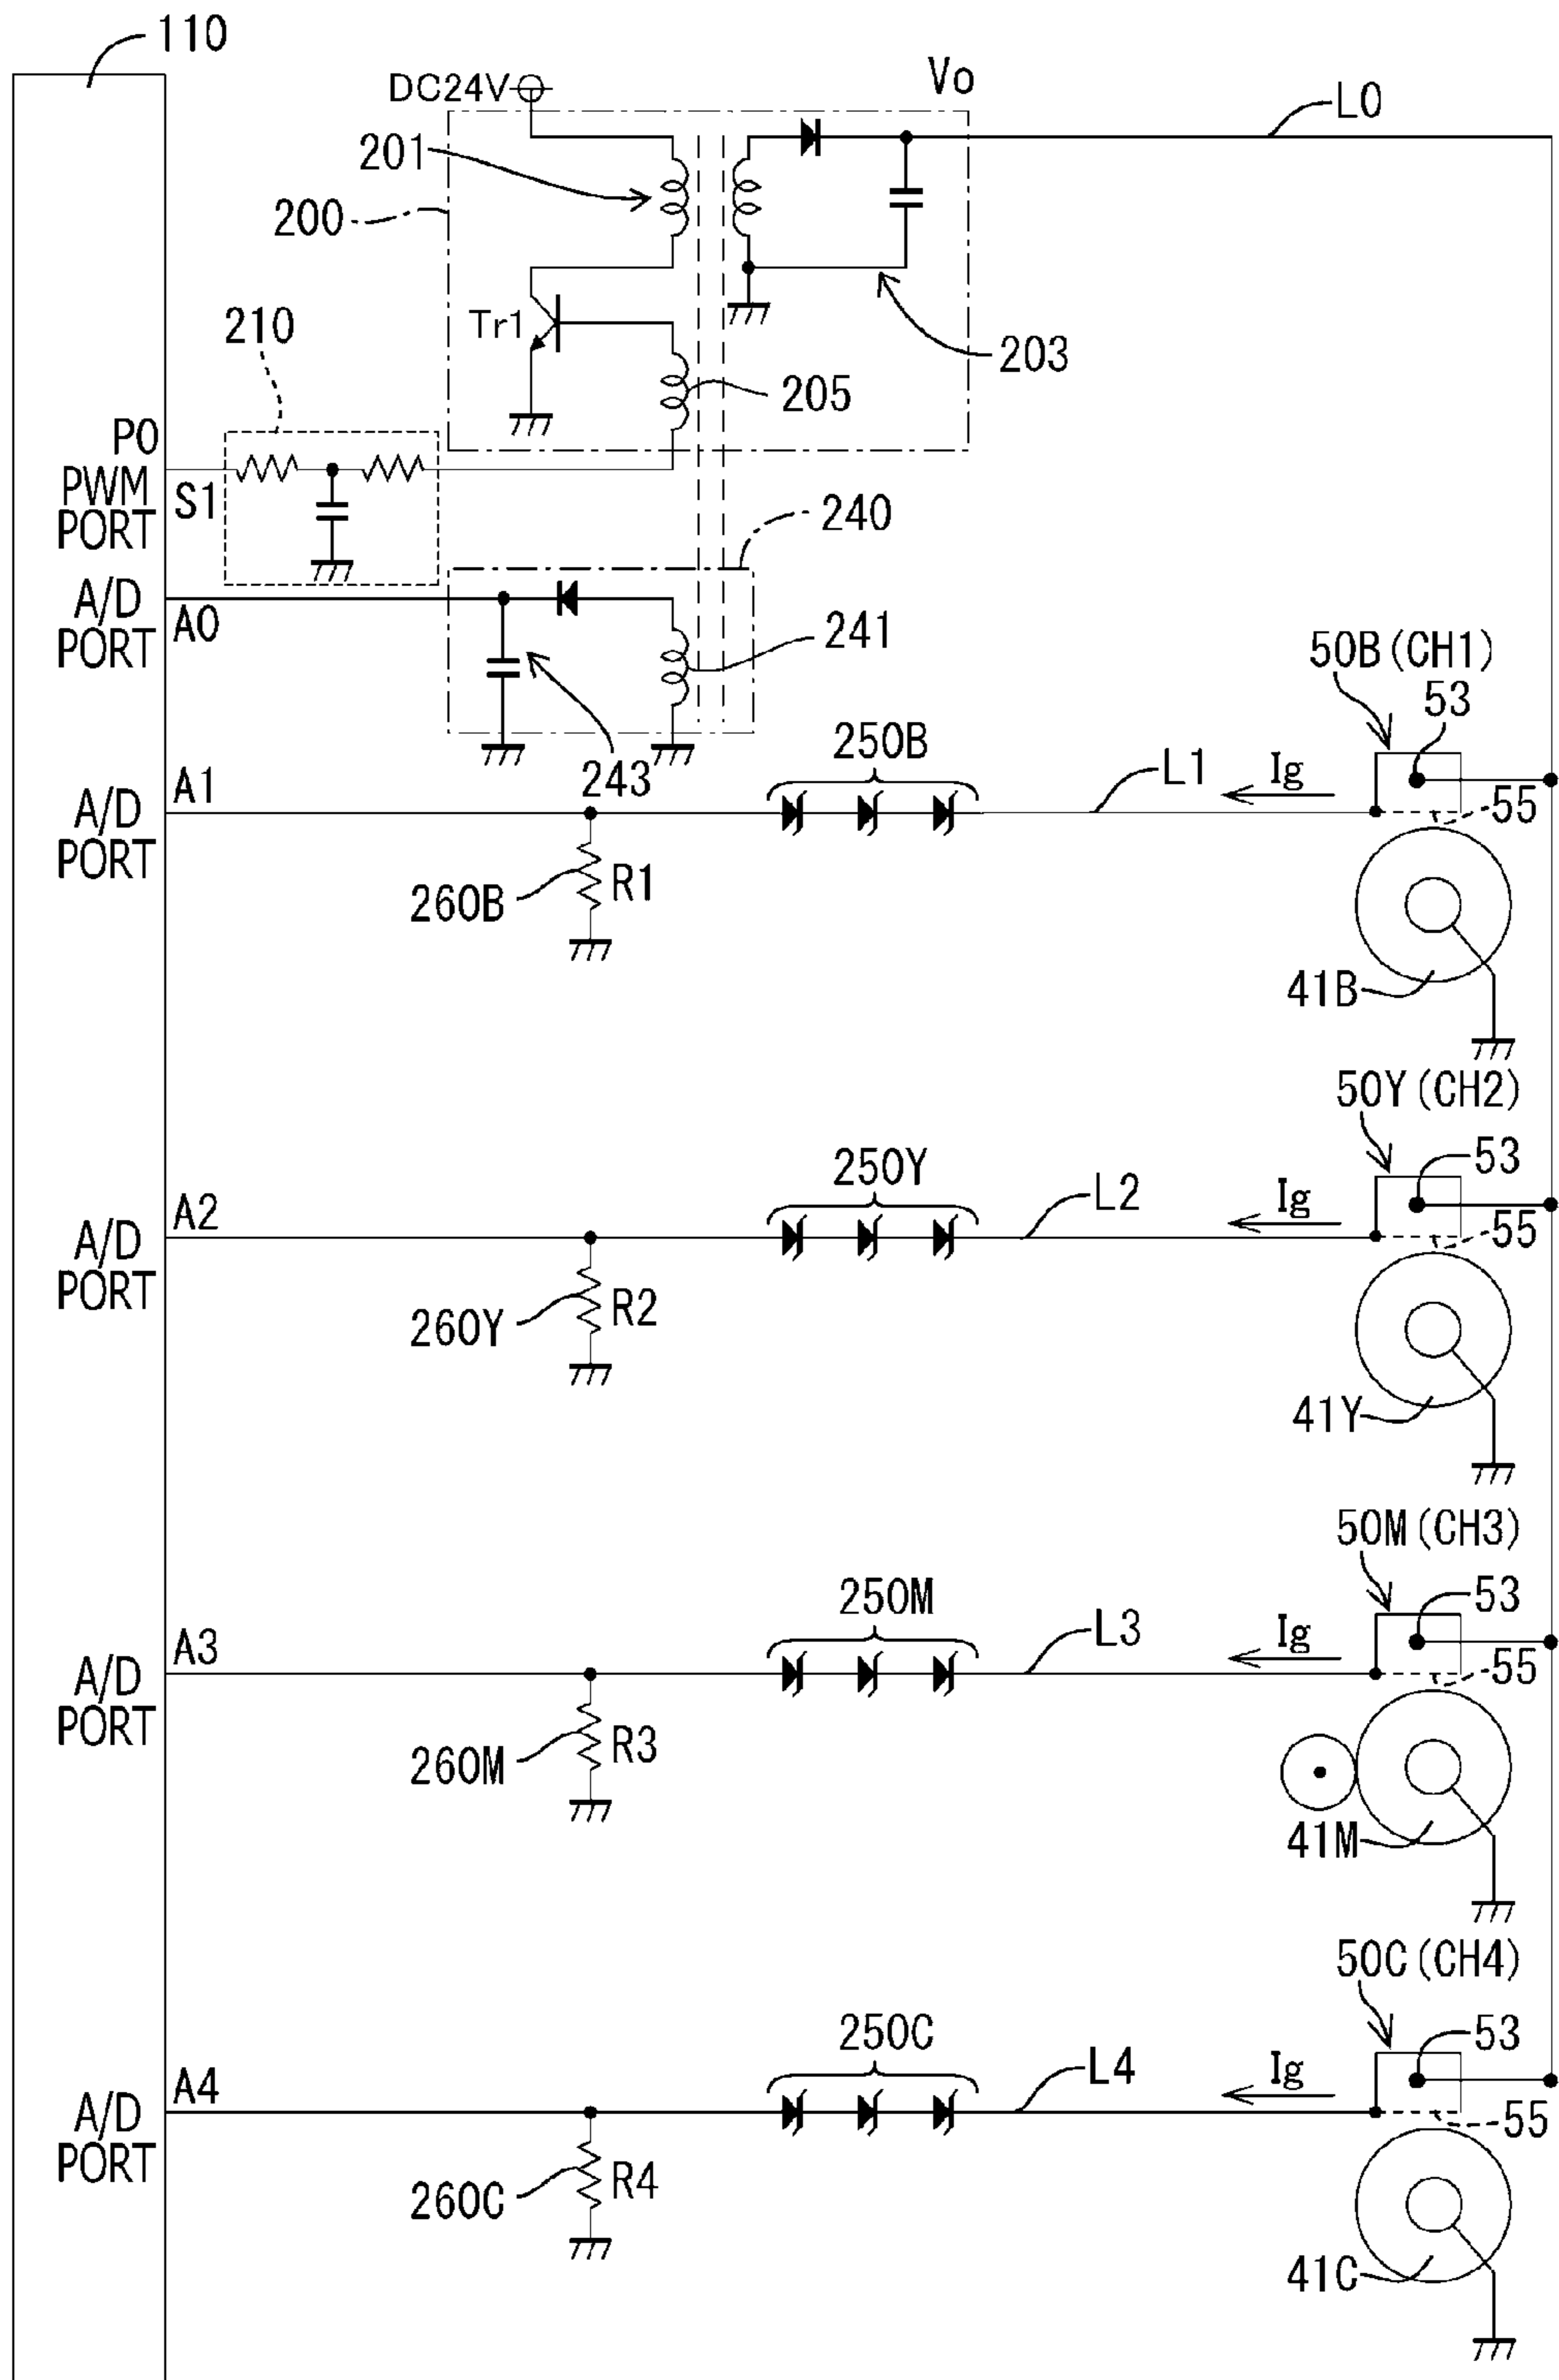 110
DC24V
Vo
L0
201
200
Tr1
203
210
205
P0
PWM
PORT
S1
240
A/D
PORT
A0
241
243
50B(CH1)
53
250B
L1
Ig
55
A/D
PORT
A1
260B
R1
41B
50Y(CH2)
53
250Y
L2
Ig
55
A/D
PORT
A2
260Y
R2
41Y
50M(CH3)
53
250M
L3
Ig
55
A/D
PORT
A3
260M
R3
41M
50C(CH4)
53
250C
L4
Ig
55
A/D
PORT
A4
260C
R4
41C